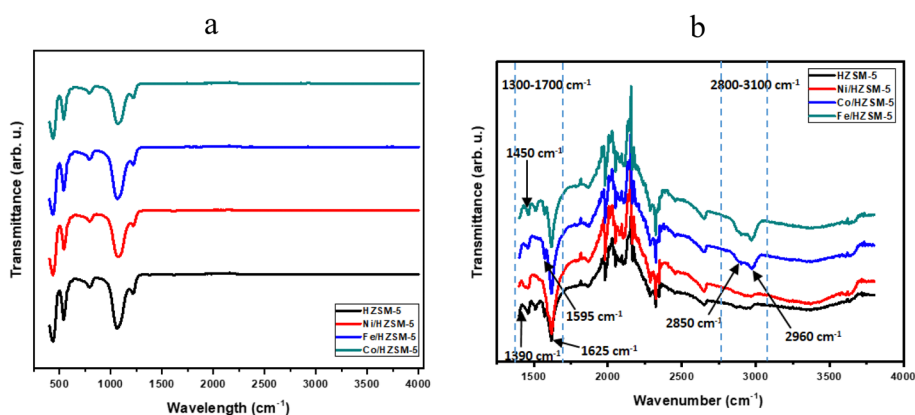 a
Transmittance (arb. u.)
HZSM-5
Ni/HZSM-5
Fe/HZSM-5
Co/HZSM-5
500 1000 1500 2000 2500 3000 3500 4000
Wavelength (cm⁻¹)
b
Transmittance (arb. u.)
1300-1700 cm⁻¹
2800-3100 cm⁻¹
HZSM-5
Ni/HZSM-5
Co/HZSM-5
Fe/HZSM-5
1450 cm⁻¹
1595 cm⁻¹
2850 cm⁻¹
2960 cm⁻¹
1390 cm⁻¹
1625 cm⁻¹
1500 2000 2500 3000 3500 4000
Wavenumber (cm⁻¹)